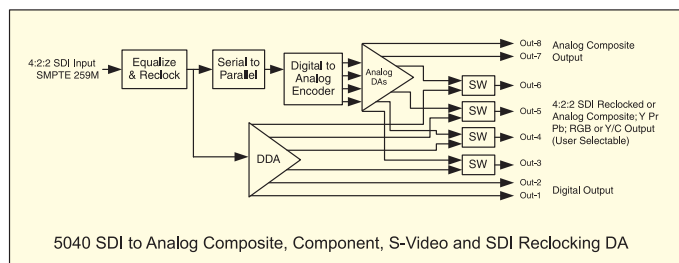 4:2:2 SDI Input
SMPTE 259M
Equalize
& Reclock
Serial to
Parallel
Digital to
Analog
Encoder
Analog
DAs
DDA
SW
SW
SW
SW
Out-8
Out-7
Out-6
Out-5
Out-4
Out-3
Out-2
Out-1
Analog Composite
Output
4:2:2 SDI Reclocked or
Analog Composite; Y Pr
Pb; RGB or Y/C Output
(User Selectable)
Digital Output
5040 SDI to Analog Composite, Component, S-Video and SDI Reclocking DA